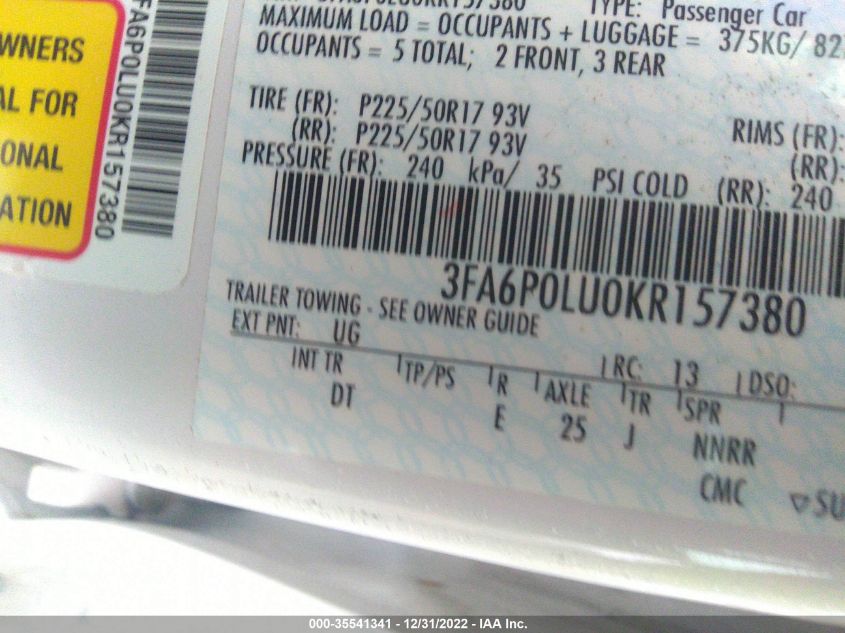 3FA6P0LU0KR157380 TYPE: Passenger Car
MAXIMUM LOAD = OCCUPANTS + LUGGAGE = 375KG/ 82
OCCUPANTS = 5 TOTAL; 2 FRONT, 3 REAR
TIRE (FR): P225/50R17 93V RIMS (FR):
(RR): P225/50R17 93V (RR):
PRESSURE (FR): 240 kPa/ 35 PSI COLD (RR): 240
3FA6P0LU0KR157380
TRAILER TOWING - SEE OWNER GUIDE
EXT PNT: UG RC: 13 DSO:
INT TR TP/PS R AXLE TR SPR
DT E 25 J NNRR
CMC SU
WNERS
AL FOR
ONAL
ATION
FA6P0LU0KR157380
000-35541341 - 12/31/2022 - IAA Inc.